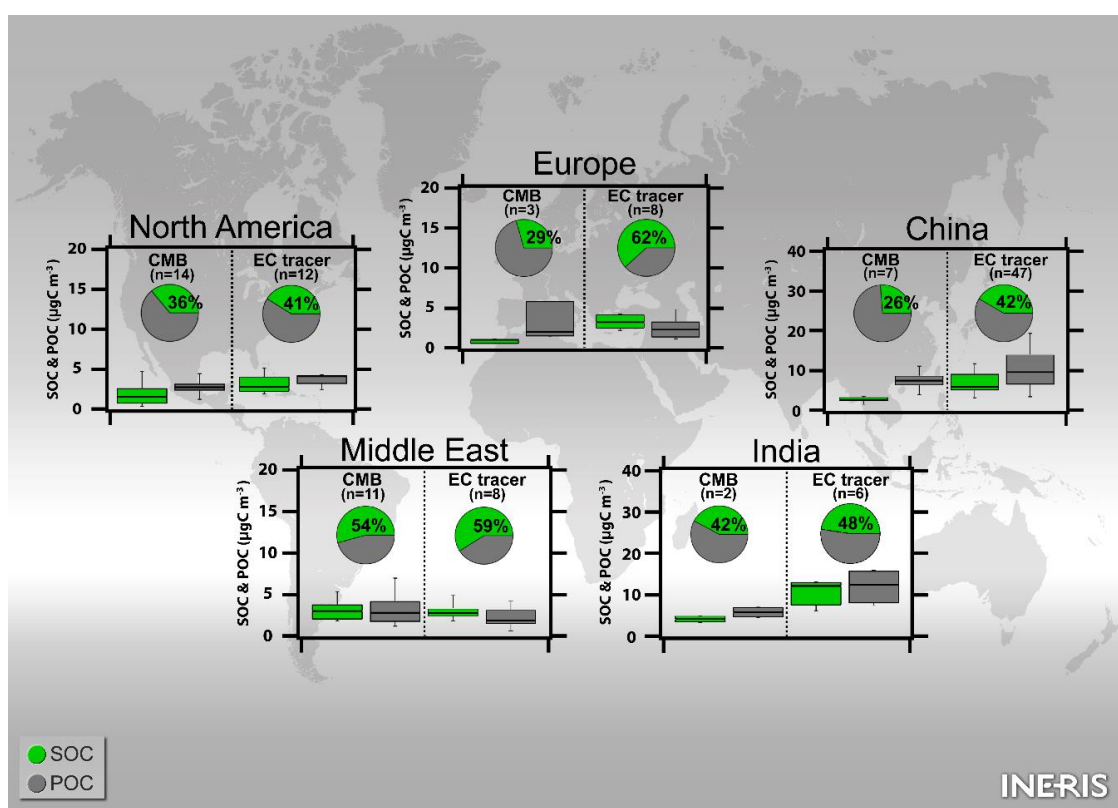 Europe
20
15
10
5
0
SOC & POC (µgC m⁻³)
CMB
(n=3)
29%
EC tracer
(n=8)
62%
North America
20
15
10
5
0
SOC & POC (µgC m⁻³)
CMB
(n=14)
36%
EC tracer
(n=12)
41%
China
40
30
20
10
0
SOC & POC (µgC m⁻³)
CMB
(n=7)
26%
EC tracer
(n=47)
42%
Middle East
20
15
10
5
0
SOC & POC (µgC m⁻³)
CMB
(n=11)
54%
EC tracer
(n=8)
59%
India
40
30
20
10
0
SOC & POC (µgC m⁻³)
CMB
(n=2)
42%
EC tracer
(n=6)
48%
SOC
POC
INERIS